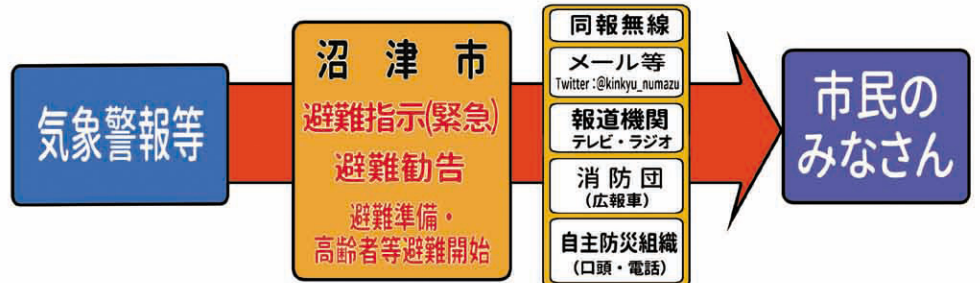 気象警報等
沼津市
避難指示(緊急)
避難勧告
避難準備・
高齢者等避難開始
同報無線
メール等
Twitter:@kinkyu_numazu
報道機関
テレビ・ラジオ
消防団
(広報車)
自主防災組織
(口頭・電話)
市民の
みなさん